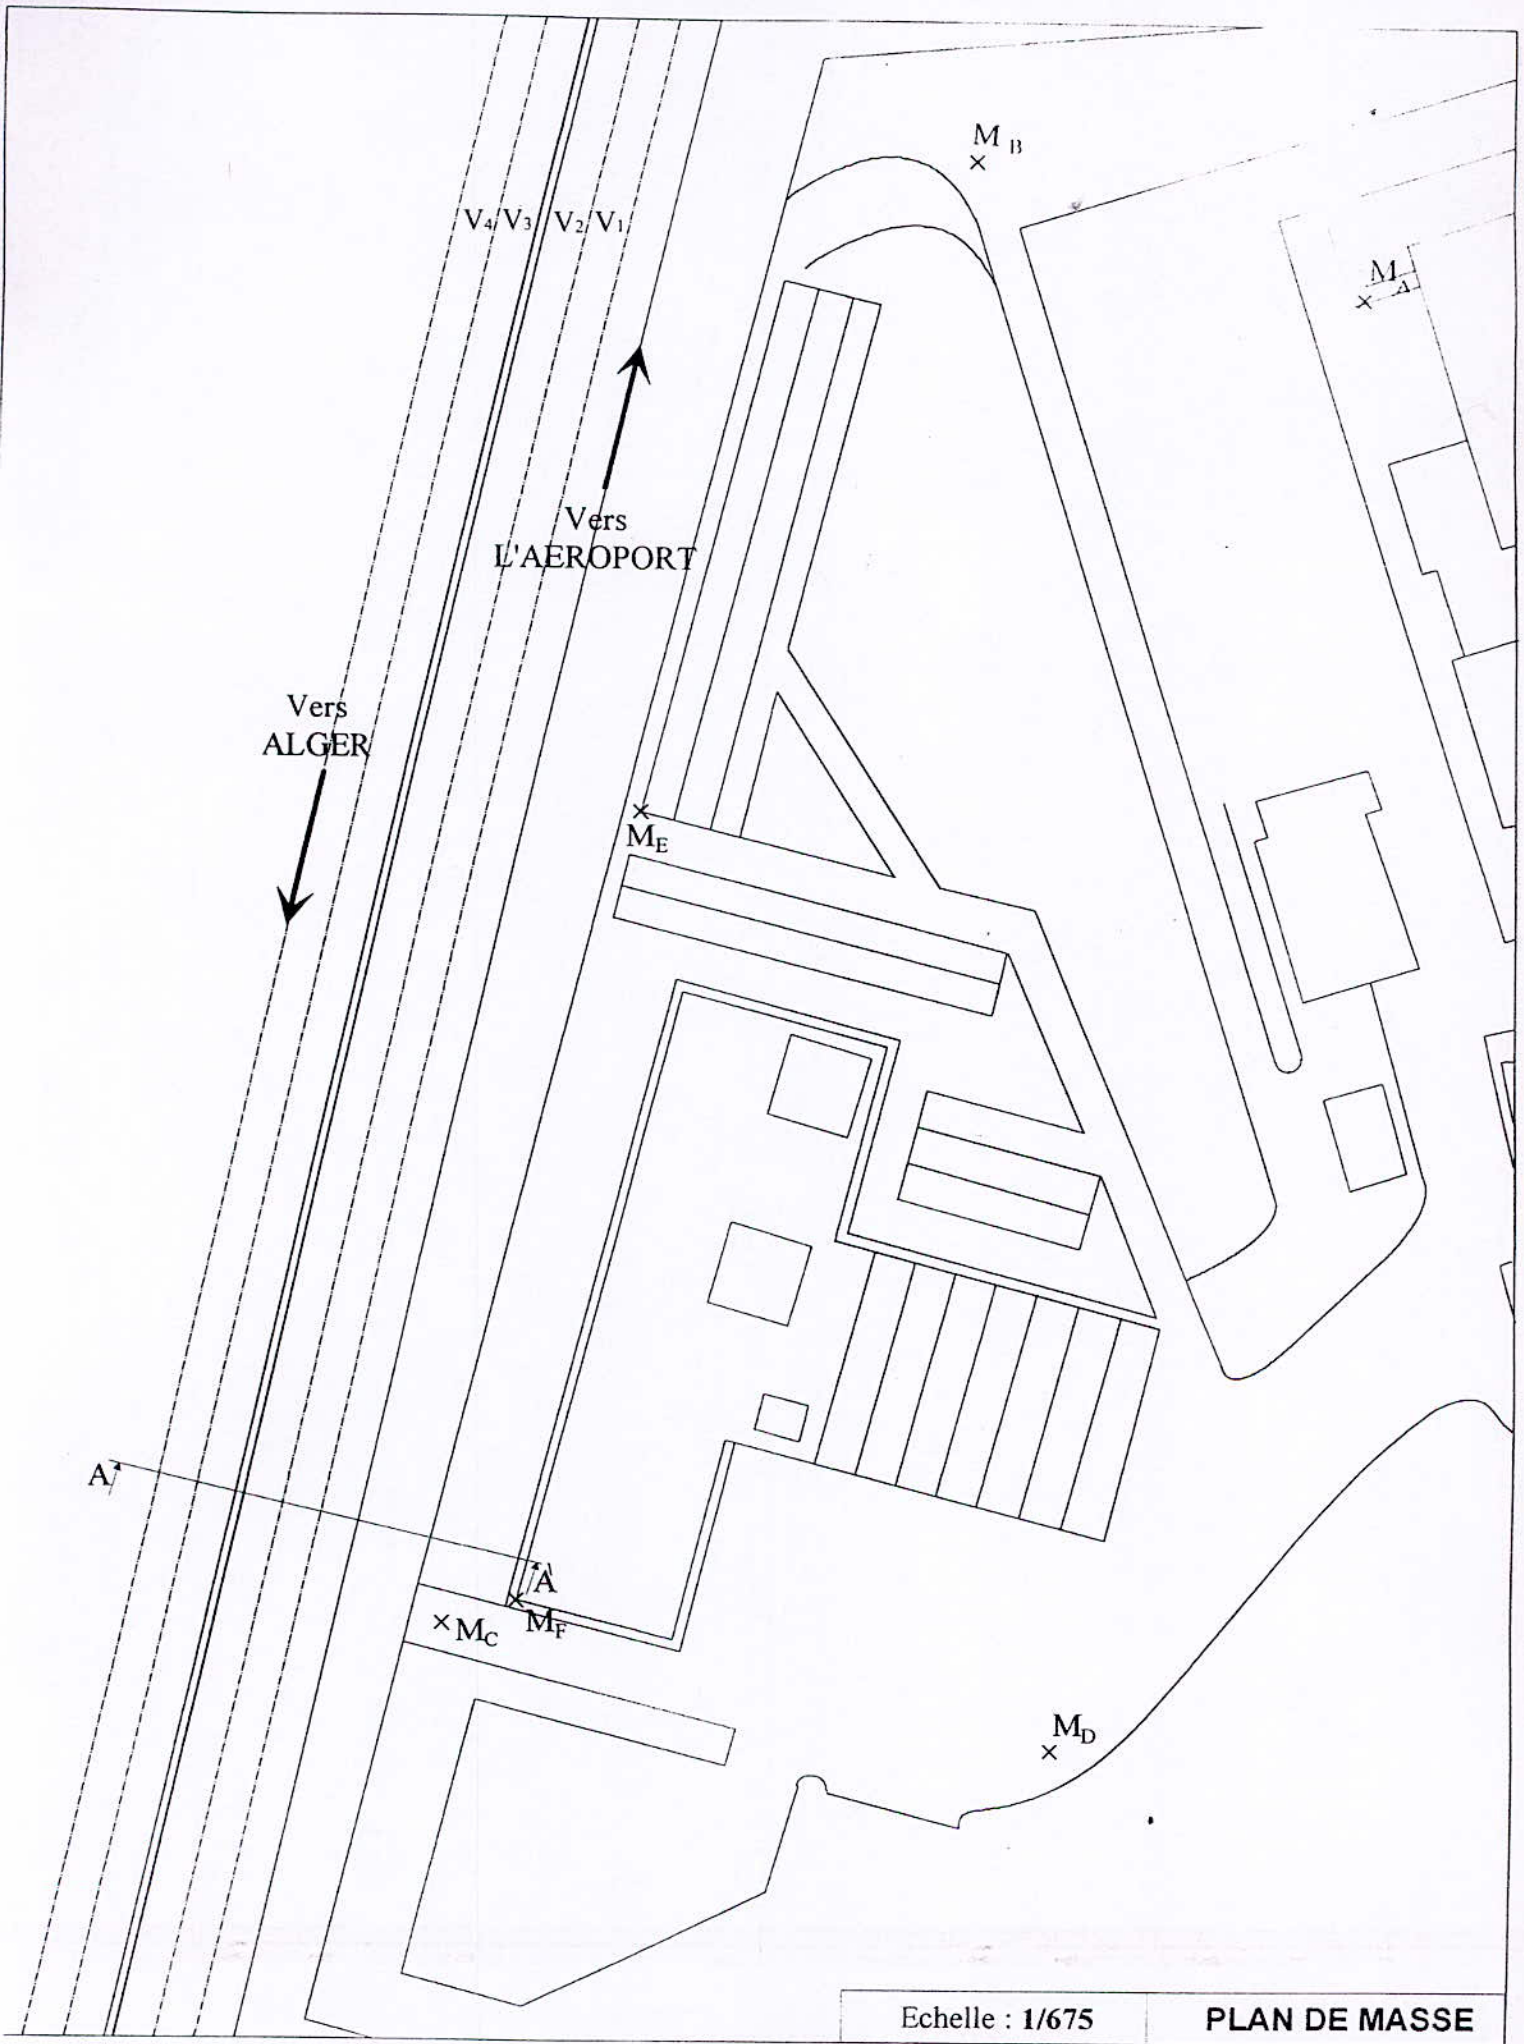 M B
V4 V3 V2 V1
M A
Vers
L'AEROPORT
Vers
ALGER
ME
A
A
MF
MC
MD
Echelle : 1/675
PLAN DE MASSE